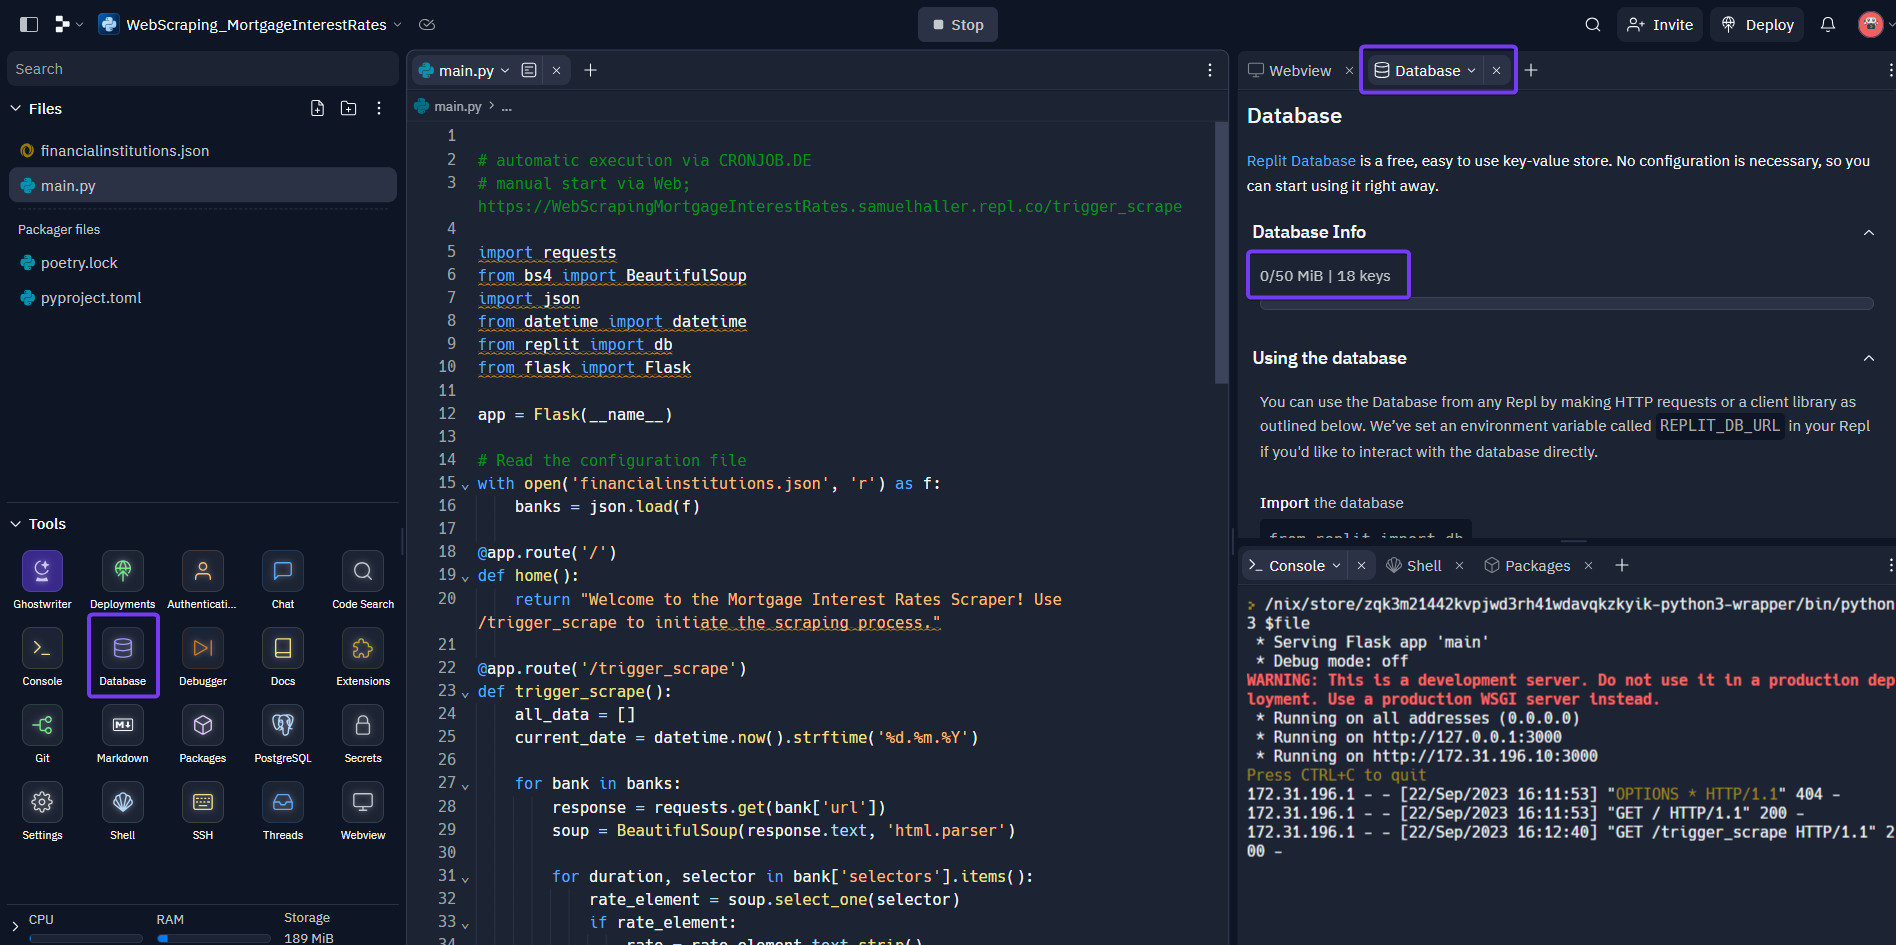 WebScraping_MortgageInterestRates
Stop
Invite
Deploy
Search
Files
financialinstitutions.json
main.py
Packager files
poetry.lock
pyproject.toml
Tools
Ghostwriter
Deployments
Authenticati...
Chat
Code Search
Console
Database
Debugger
Docs
Extensions
Git
Markdown
Packages
PostgreSQL
Secrets
Settings
Shell
SSH
Threads
Webview
CPU
RAM
Storage
189 MiB
main.py
main.py > ...
1
2 # automatic execution via CRONJOB.DE
3 # manual start via Web;
https://WebScrapingMortgageInterestRates.samuelhaller.repl.co/trigger_scrape
4
5 import requests
6 from bs4 import BeautifulSoup
7 import json
8 from datetime import datetime
9 from replit import db
10 from flask import Flask
11
12 app = Flask(__name__)
13
14 # Read the configuration file
15 with open('financialinstitutions.json', 'r') as f:
16 banks = json.load(f)
17
18 @app.route('/')
19 def home():
20 return "Welcome to the Mortgage Interest Rates Scraper! Use
/trigger_scrape to initiate the scraping process."
21
22 @app.route('/trigger_scrape')
23 def trigger_scrape():
24 all_data = []
25 current_date = datetime.now().strftime('%d.%m.%Y')
26
27 for bank in banks:
28 response = requests.get(bank['url'])
29 soup = BeautifulSoup(response.text, 'html.parser')
30
31 for duration, selector in bank['selectors'].items():
32 rate_element = soup.select_one(selector)
33 if rate_element:
34 rate = rate_element.text.strip()
Webview
Database
Database
Replit Database is a free, easy to use key-value store. No configuration is necessary, so you
can start using it right away.
Database Info
0/50 MiB | 18 keys
Using the database
You can use the Database from any Repl by making HTTP requests or a client library as
outlined below. We've set an environment variable called REPLIT_DB_URL in your Repl
if you'd like to interact with the database directly.
Import the database
from replit import db
Console
Shell
Packages
> /nix/store/zqk3m21442kvpjwd3rh41wdavqkzkyik-python3-wrapper/bin/python
3 $file
* Serving Flask app 'main'
* Debug mode: off
WARNING: This is a development server. Do not use it in a production dep
loyment. Use a production WSGI server instead.
* Running on all addresses (0.0.0.0)
* Running on http://127.0.0.1:3000
* Running on http://172.31.196.10:3000
Press CTRL+C to quit
172.31.196.1 - - [22/Sep/2023 16:11:53] "OPTIONS * HTTP/1.1" 404 -
172.31.196.1 - - [22/Sep/2023 16:11:53] "GET / HTTP/1.1" 200 -
172.31.196.1 - - [22/Sep/2023 16:12:40] "GET /trigger_scrape HTTP/1.1" 2
00 -